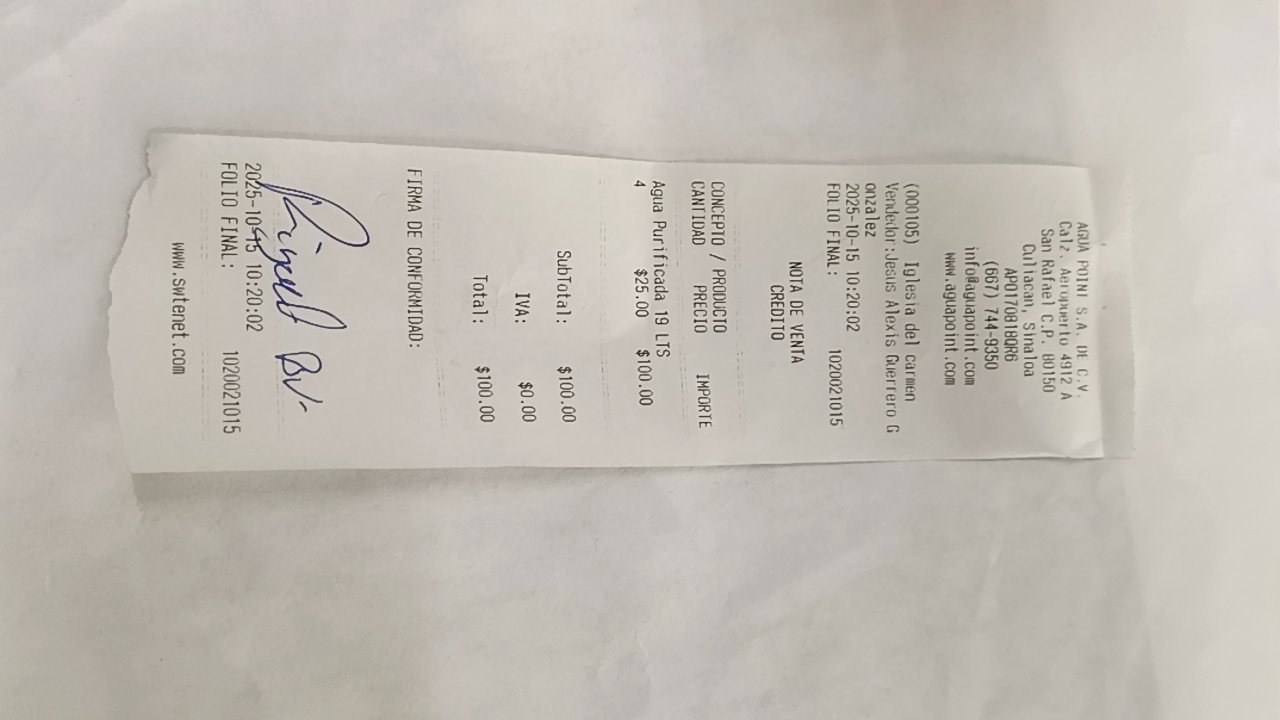 AGUA POINT S.A. DE C.V.
Calz. Aeropuerto 4912 A
San Rafael C.P. 80150
Culiacan, Sinaloa
APO170818QR6
(667) 744-9350
info@aguapoint.com
www.aguapoint.com
(000105) Iglesia del carmen
Vendedor:Jesus Alexis Guerrero G
onzalez
2025-10-15 10:20:02
FOLIO FINAL: 1020021015
NOTA DE VENTA
CREDITO
CONCEPTO / PRODUCTO
CANTIDAD PRECIO IMPORTE
Agua Purificada 19 LTS
4 $25.00 $100.00
SubTotal: $100.00
IVA: $0.00
Total: $100.00
FIRMA DE CONFORMIDAD:
2025-10-15 10:20:02
FOLIO FINAL: 1020021015
www.swtenet.com